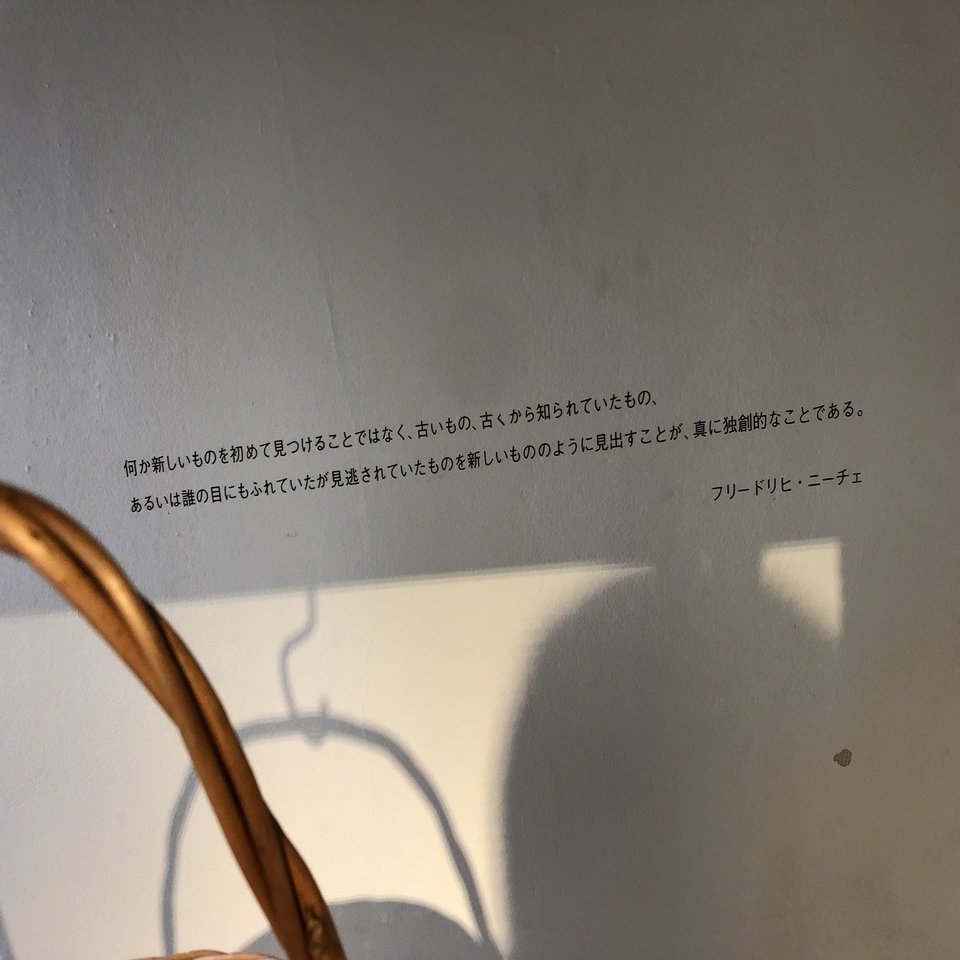 何か新しいものを初めて見つけることではなく、古いもの、古くから知られていたもの、
あるいは誰の目にもふれていたが見逃されていたものを新しいもののように見出すことが、真に独創的なことである。
フリードリヒ・ニーチェ